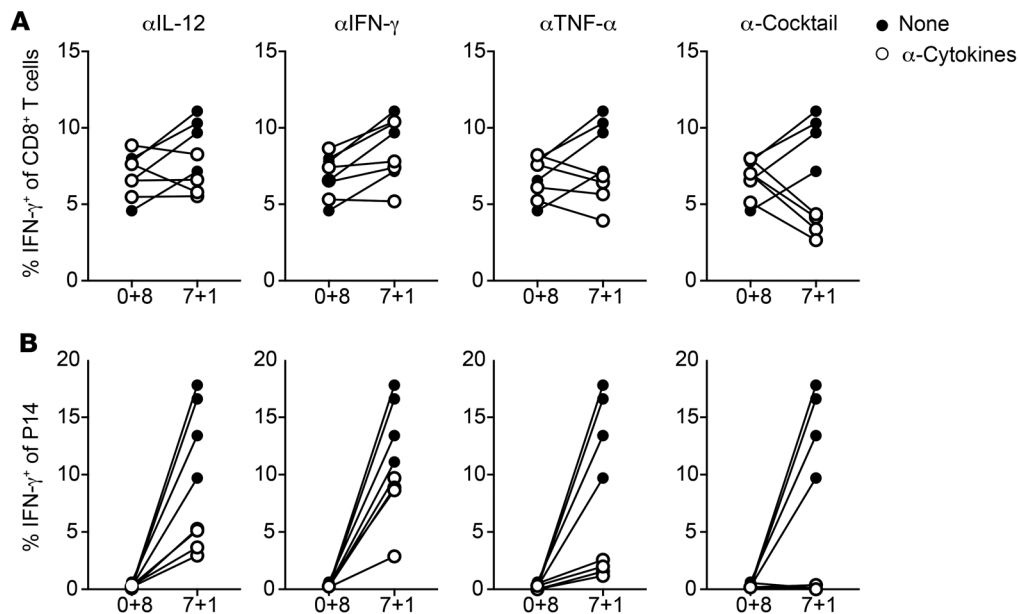 A
αIL-12 αIFN-γ αTNF-α α-Cocktail
None
α-Cytokines
% IFN-γ⁺ of CD8⁺ T cells
15 15 15 15
10 10 10 10
5 5 5 5
0 0 0 0
0+8 7+1 0+8 7+1 0+8 7+1 0+8 7+1
B
% IFN-γ⁺ of P14
20 20 20 20
15 15 15 15
10 10 10 10
5 5 5 5
0 0 0 0
0+8 7+1 0+8 7+1 0+8 7+1 0+8 7+1